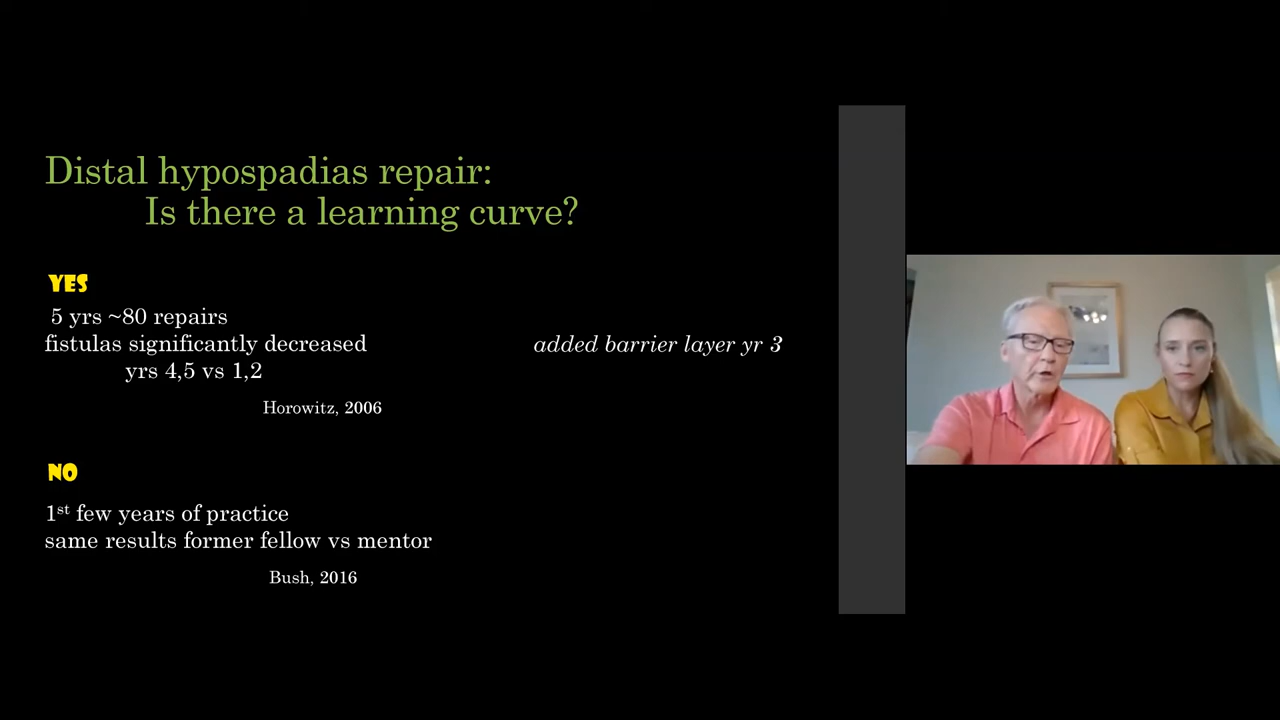 Distal hypospadias repair:
Is there a learning curve?
YES
5 yrs ~80 repairs
fistulas significantly decreased
added barrier layer yr 3
yrs 4,5 vs 1,2
Horowitz, 2006
NO
1st few years of practice
same results former fellow vs mentor
Bush, 2016